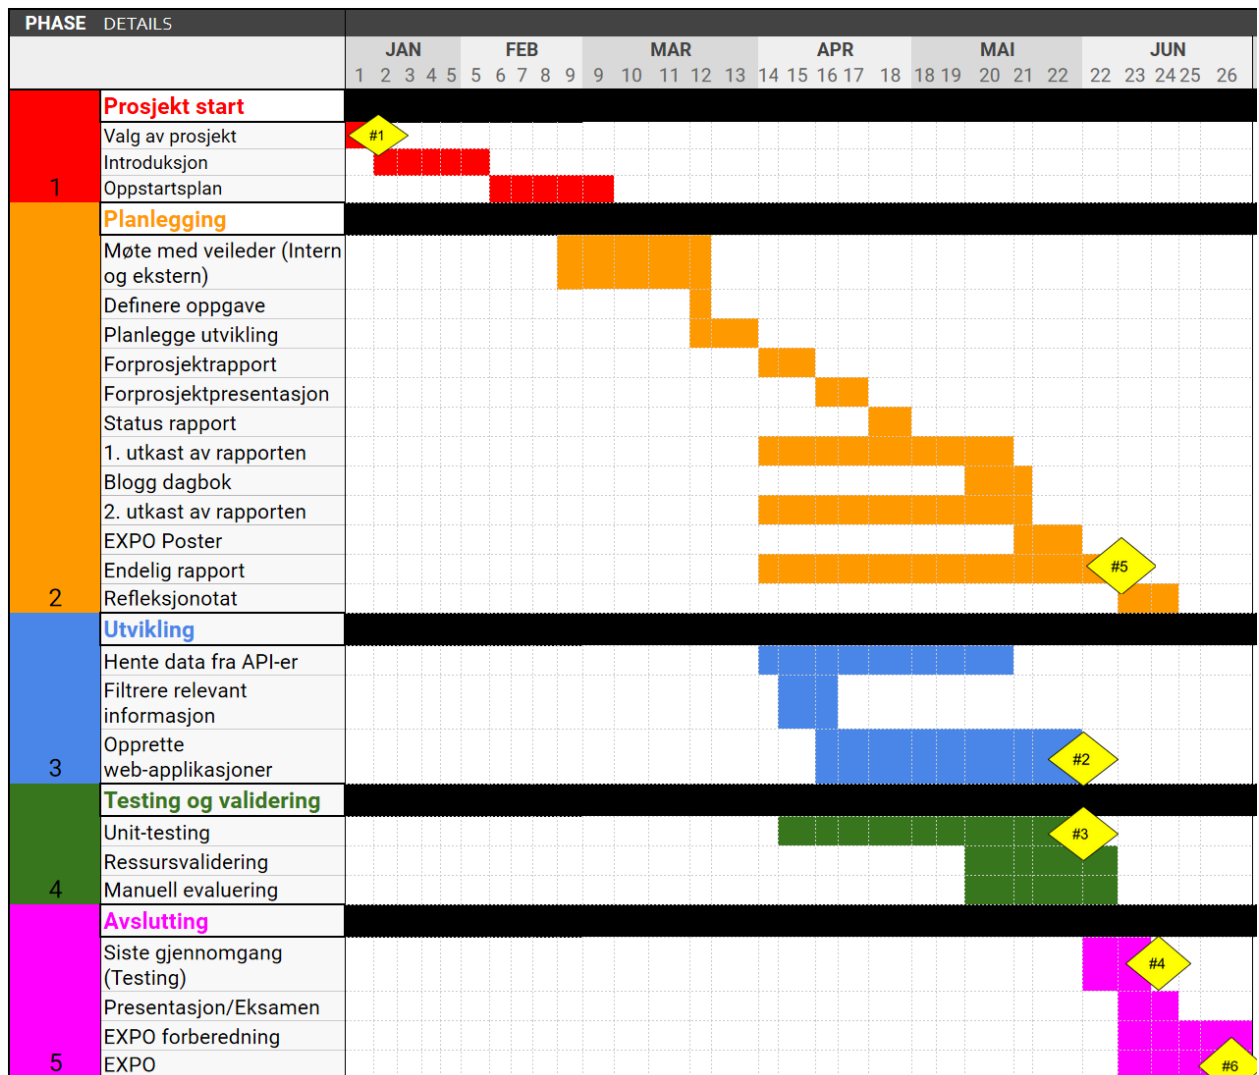 PHASE DETAILS
JAN FEB MAR APR MAI JUN
1 2 3 4 5 5 6 7 8 9 9 10 11 12 13 14 15 16 17 18 18 19 20 21 22 22 23 24 25 26
Prosjekt start
Valg av prosjekt #1
Introduksjon
1 Oppstartsplan
Planlegging
Møte med veileder (Intern
og ekstern)
Definere oppgave
Planlegge utvikling
Forprosjektrapport
Forprosjektpresentasjon
Status rapport
1. utkast av rapporten
Blogg dagbok
2. utkast av rapporten
EXPO Poster
Endelig rapport #5
2 Refleksjonotat
Utvikling
Hente data fra API-er
Filtrere relevant
informasjon
Opprette
3 web-applikasjoner #2
Testing og validering
Unit-testing #3
Ressursvalidering
4 Manuell evaluering
Avslutting
Siste gjennomgang
(Testing) #4
Presentasjon/Eksamen
EXPO forberedning
5 EXPO #6